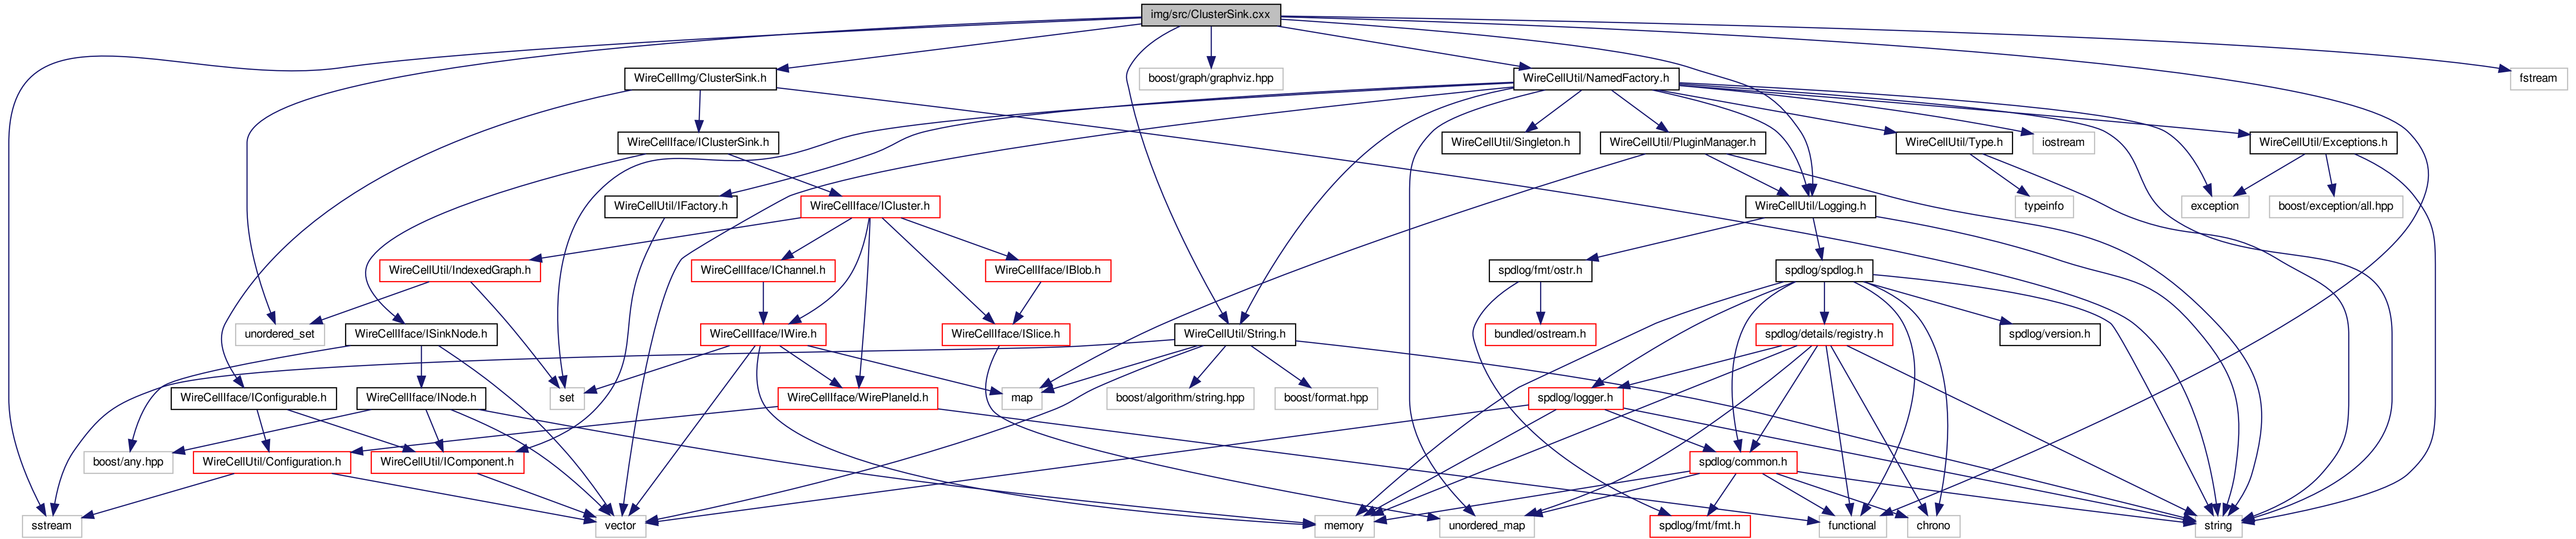 img/src/ClusterSink.cxx
WireCellImg/ClusterSink.h
boost/graph/graphviz.hpp
WireCellUtil/NamedFactory.h
fstream
WireCellIface/IClusterSink.h
WireCellUtil/Singleton.h
WireCellUtil/PluginManager.h
WireCellUtil/Type.h
iostream
WireCellUtil/Exceptions.h
WireCellUtil/IFactory.h
WireCellIface/ICluster.h
WireCellUtil/Logging.h
typeinfo
exception
boost/exception/all.hpp
WireCellUtil/IndexedGraph.h
WireCellIface/IChannel.h
WireCellIface/IBlob.h
spdlog/fmt/ostr.h
spdlog/spdlog.h
unordered_set
WireCellIface/ISinkNode.h
WireCellIface/IWire.h
WireCellIface/ISlice.h
WireCellUtil/String.h
bundled/ostream.h
spdlog/details/registry.h
spdlog/version.h
WireCellIface/IConfigurable.h
WireCellIface/INode.h
set
WireCellIface/WirePlaneId.h
map
boost/algorithm/string.hpp
boost/format.hpp
spdlog/logger.h
boost/any.hpp
WireCellUtil/Configuration.h
WireCellUtil/IComponent.h
spdlog/common.h
sstream
vector
memory
unordered_map
spdlog/fmt/fmt.h
functional
chrono
string